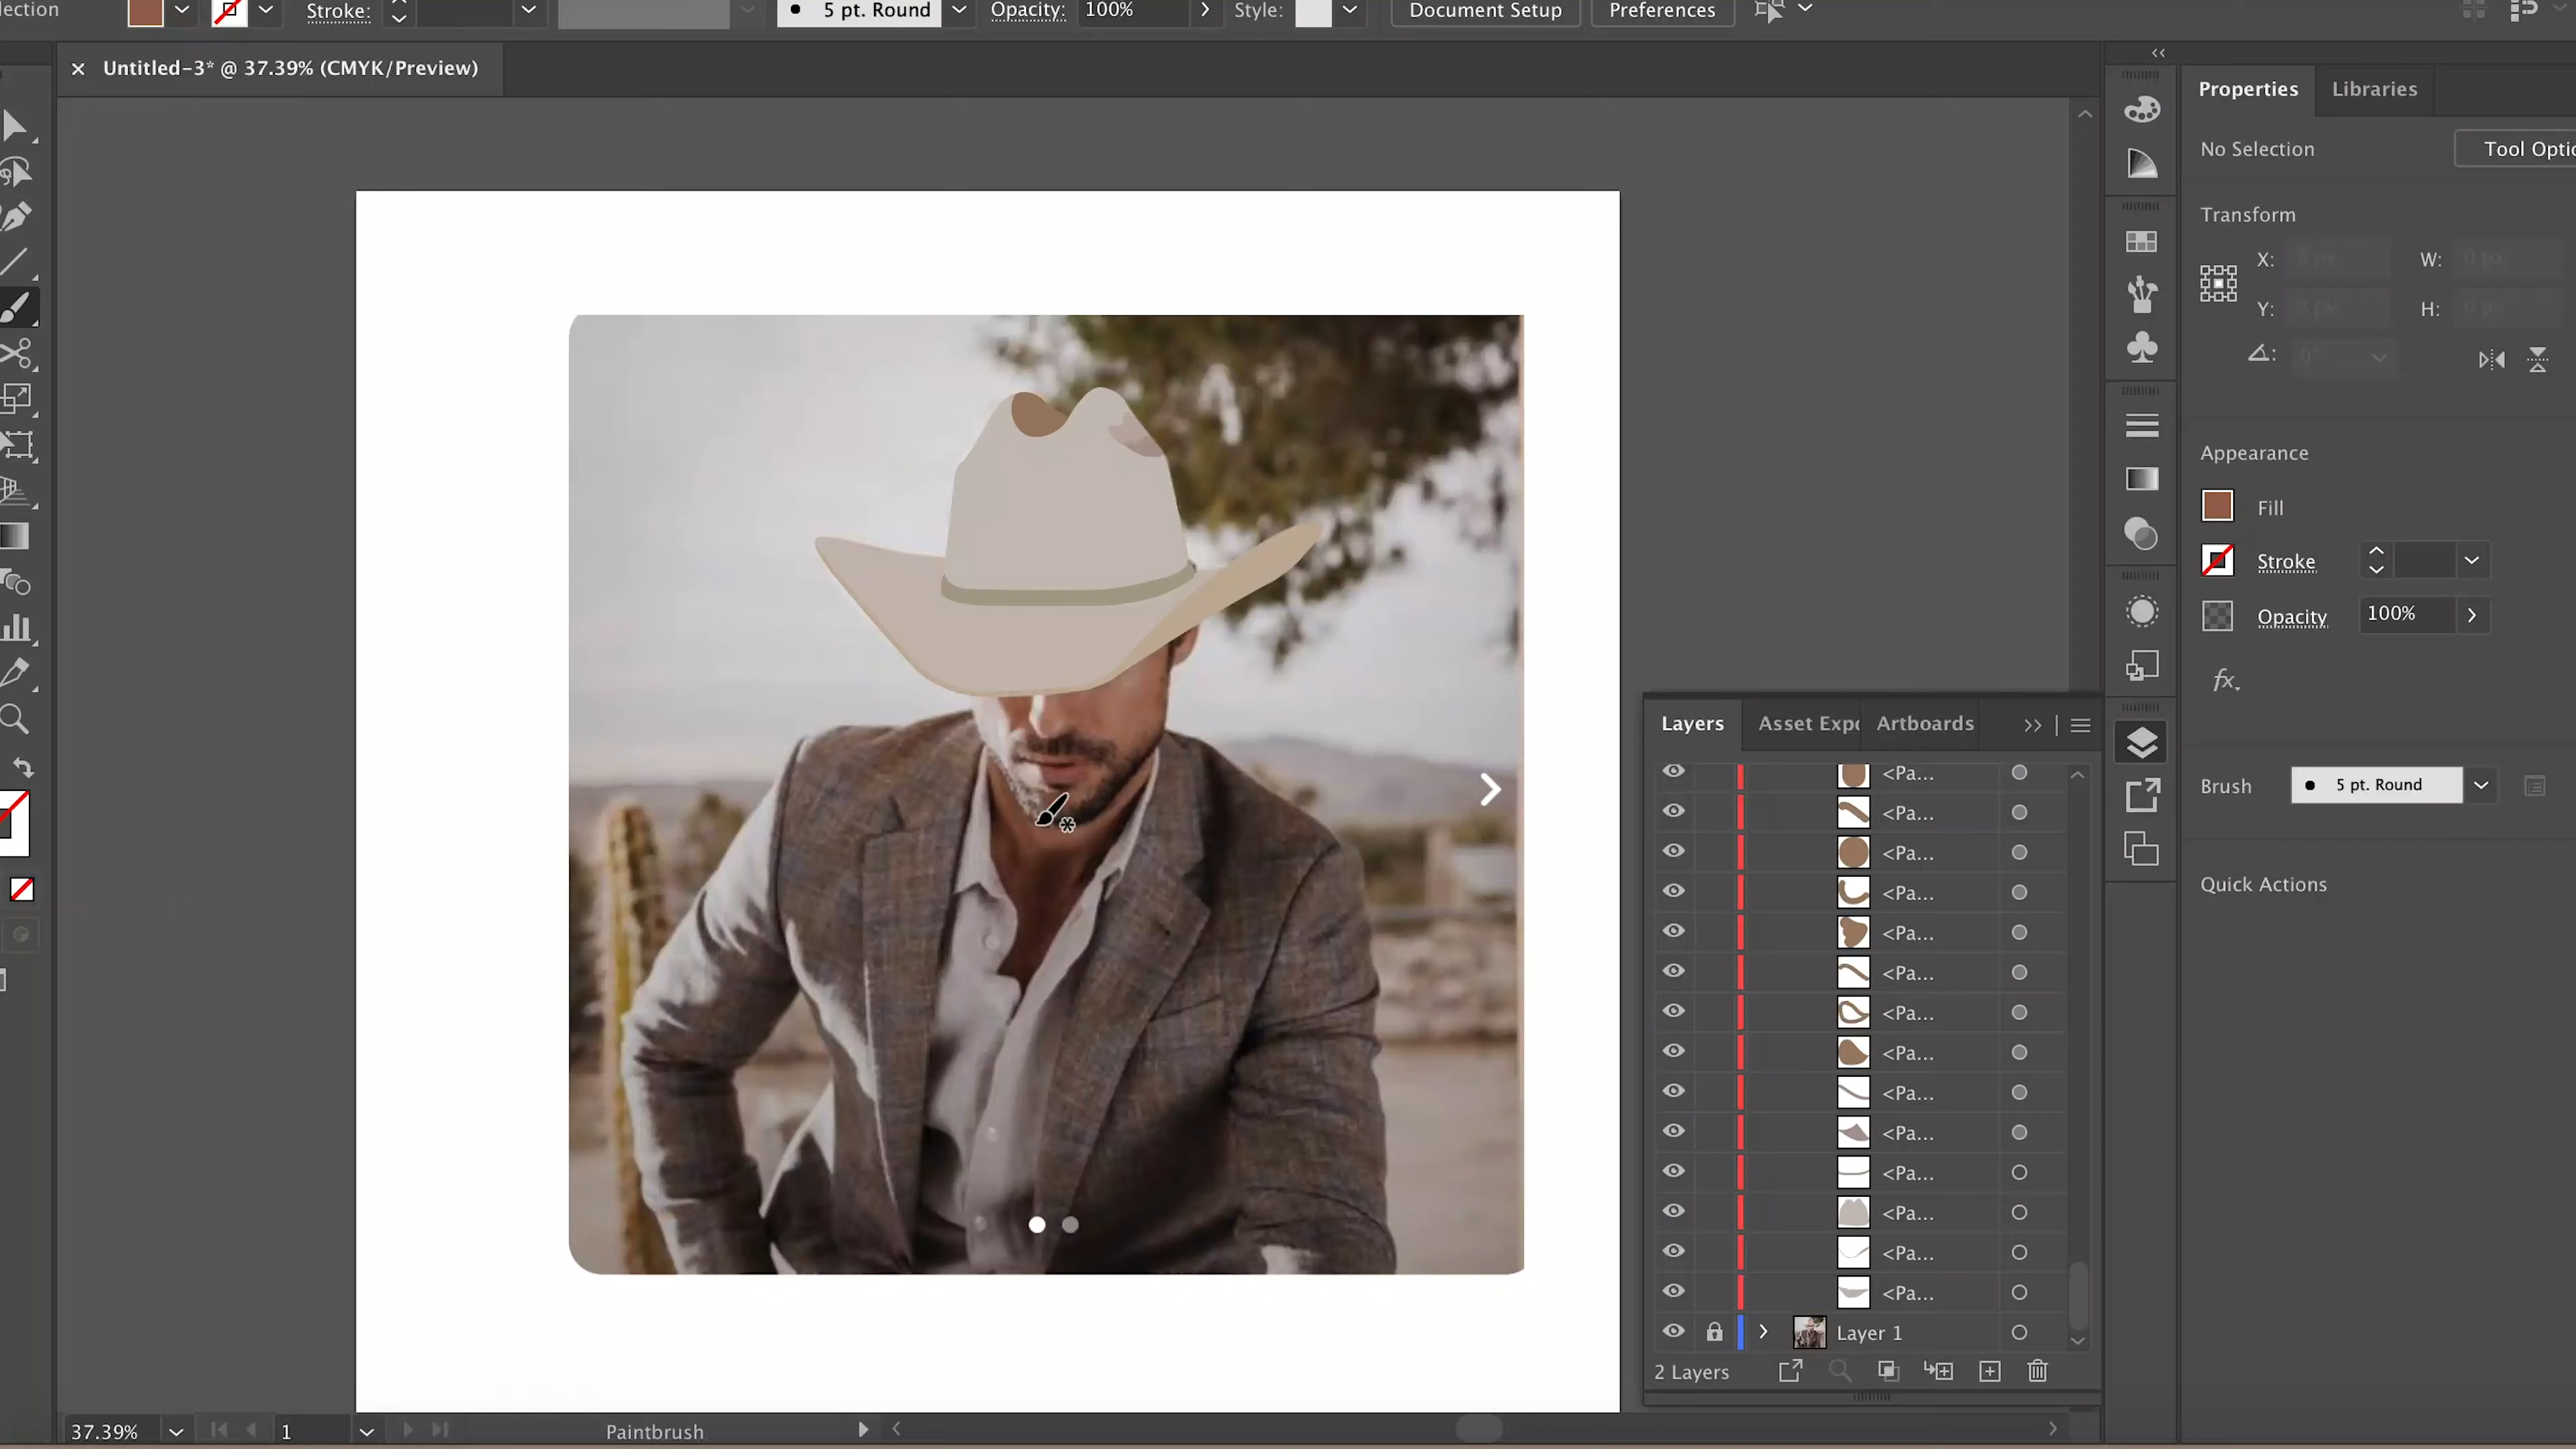 lection
Stroke:
5 pt. Round
Opacity:
100%
Style:
Document Setup
Preferences
× Untitled-3* @ 37.39% (CMYK/Preview)
Properties
Libraries
No Selection
Tool Optio
Transform
X:
W:
Y:
H:
Appearance
Fill
Stroke
Opacity
100%
fx
Brush
5 pt. Round
Quick Actions
Layers
Asset Expo
Artboards
<Pa...
<Pa...
<Pa...
<Pa...
<Pa...
<Pa...
<Pa...
<Pa...
<Pa...
<Pa...
<Pa...
<Pa...
<Pa...
<Pa...
Layer 1
2 Layers
37.39%
1
Paintbrush